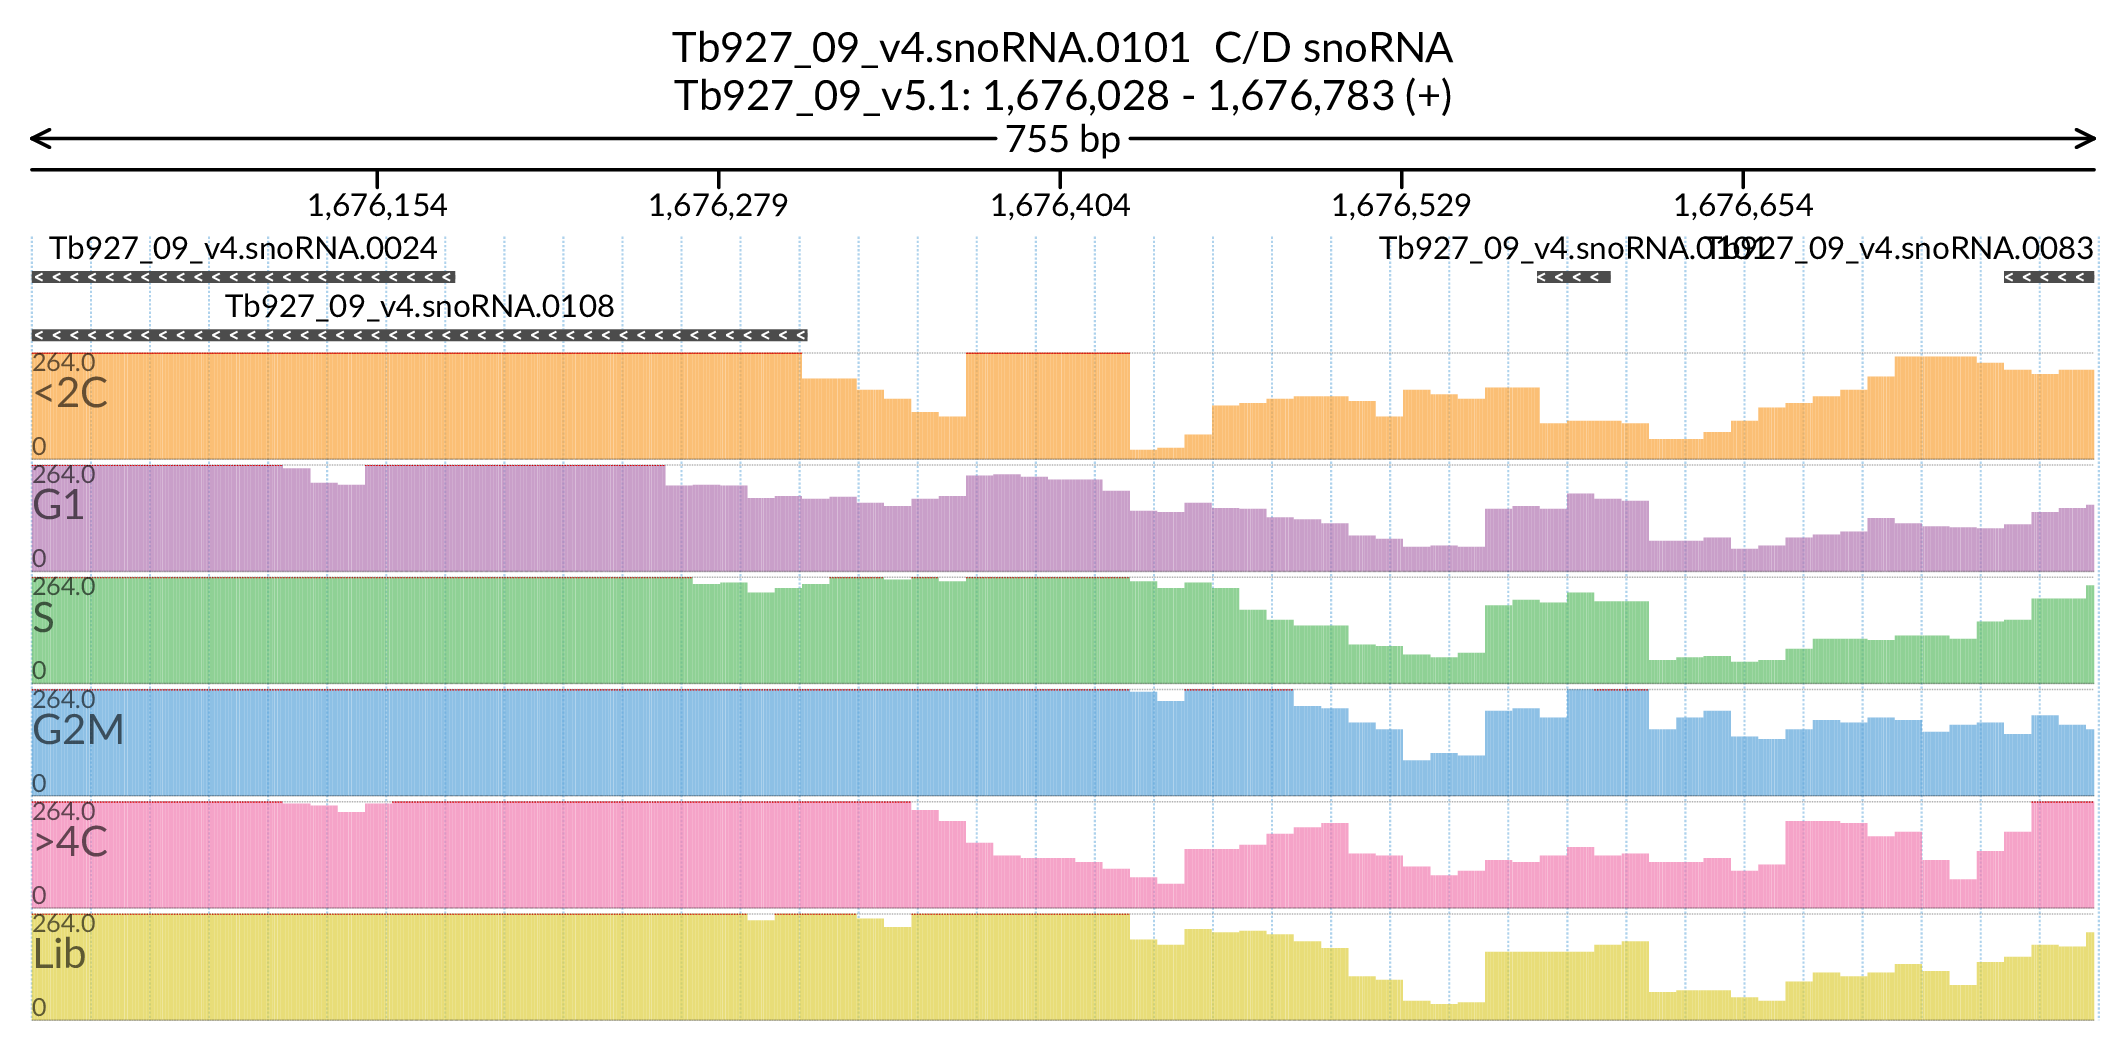 Tb927_09_v4.snoRNA.0101  C/D snoRNA
Tb927_09_v5.1: 1,676,028 - 1,676,783 (+)
755 bp
1,676,154 1,676,279 1,676,404 1,676,529 1,676,654
Tb927_09_v4.snoRNA.0024 Tb927_09_v4.snoRNA.0101 Tb927_09_v4.snoRNA.0083
Tb927_09_v4.snoRNA.0108
264.0
<2C
0
264.0
G1
0
264.0
S
0
264.0
G2M
0
264.0
>4C
0
264.0
Lib
0